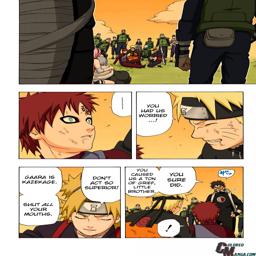 !
YOU HAD
US
WORRIED
...!
GAARA IS
KAZEKAGE.
SHUT ALL
YOUR
MOUTHS.
DON'T
ACT SO
SUPERIOR!
YOU
CAUSED US
A TON
OF GRIEF,
LITTLE
BROTHER...
YOU
SURE
DID.
COLORED
MANGA.COM